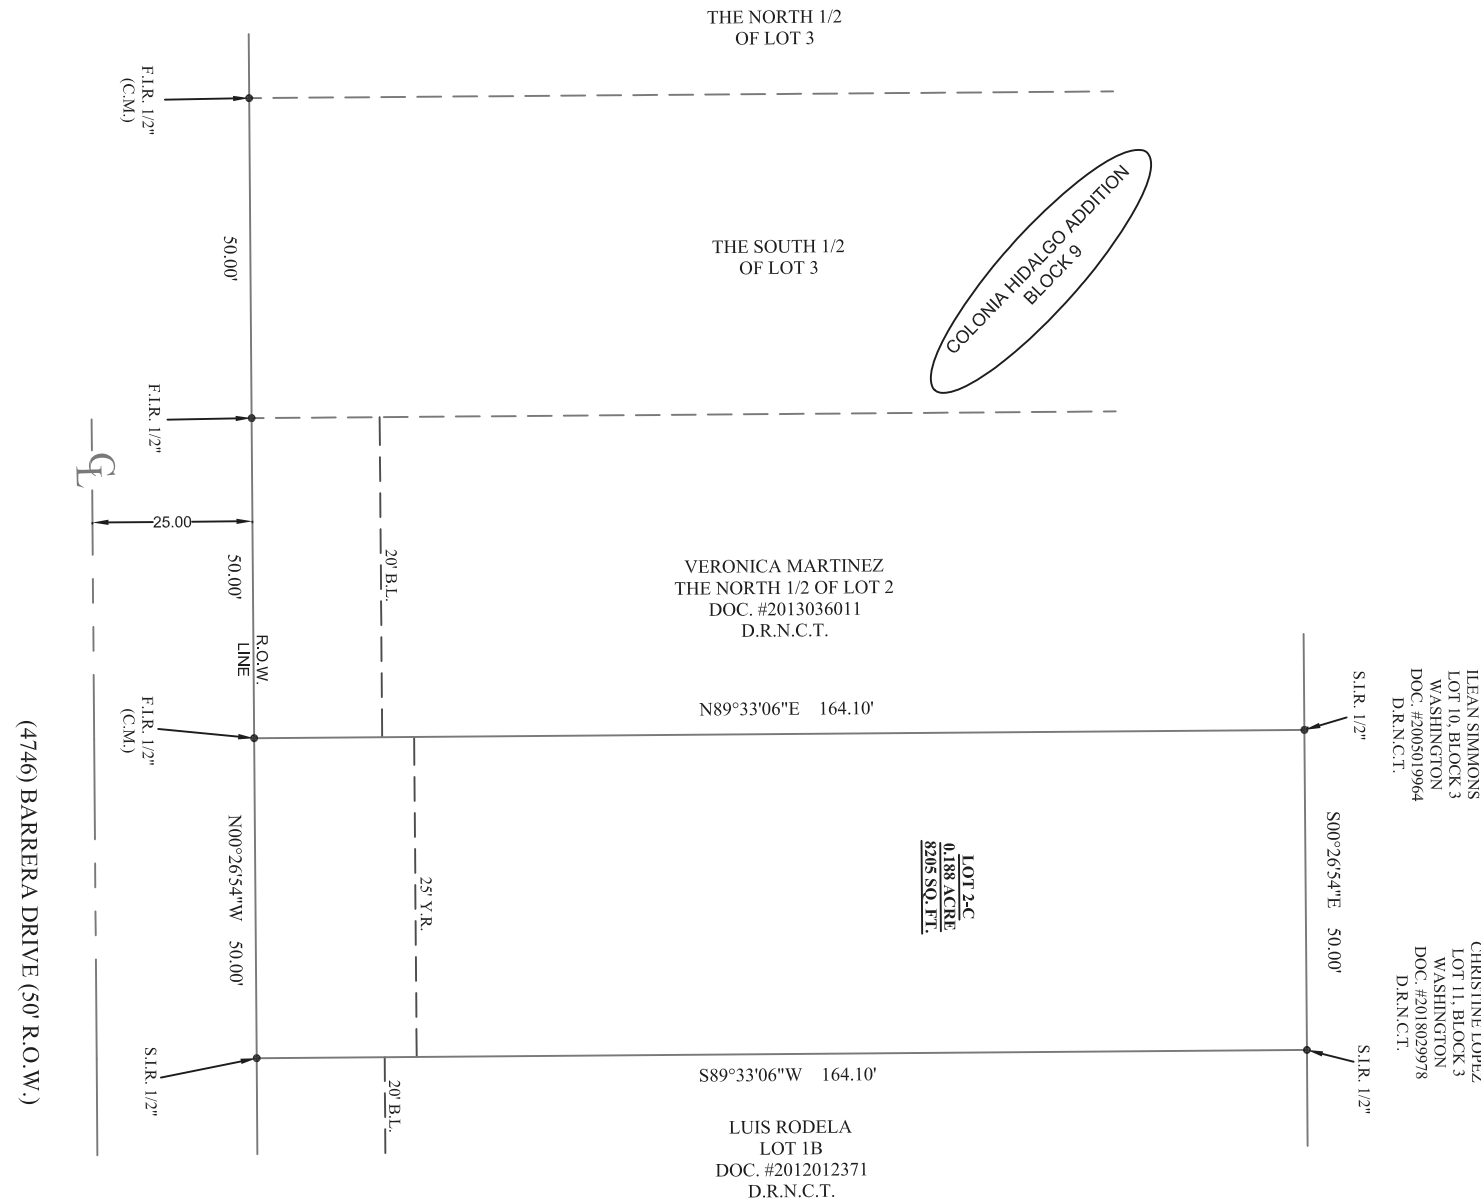 THE NORTH 1/2
OF LOT 3
F.I.R. 1/2"
(C.M.)
50.00'
THE SOUTH 1/2
OF LOT 3
COLONIA HIDALGO ADDITION
BLOCK 9
F.I.R. 1/2"
CL
25.00
50.00'
20' B.L.
R.O.W.
LINE
VERONICA MARTINEZ
THE NORTH 1/2 OF LOT 2
DOC. #2013036011
D.R.N.C.T.
N89°33'06"E 164.10'
F.I.R. 1/2"
(C.M.)
S.I.R. 1/2"
ILEAN SIMMONS
LOT 10, BLOCK 3
WASHINGTON
DOC. #2005019964
D.R.N.C.T.
(4746) BARRERA DRIVE (50' R.O.W.)
N00°26'54"W 50.00'
25' Y.R.
LOT 2-C
0.188 ACRE
8205 SQ. FT.
S00°26'54"E 50.00'
CHRISTINE LOPEZ
LOT 11, BLOCK 3
WASHINGTON
DOC. #2018029978
D.R.N.C.T.
S.I.R. 1/2"
S.I.R. 1/2"
20' B.L.
S89°33'06"W 164.10'
LUIS RODELA
LOT 1B
DOC. #2012012371
D.R.N.C.T.